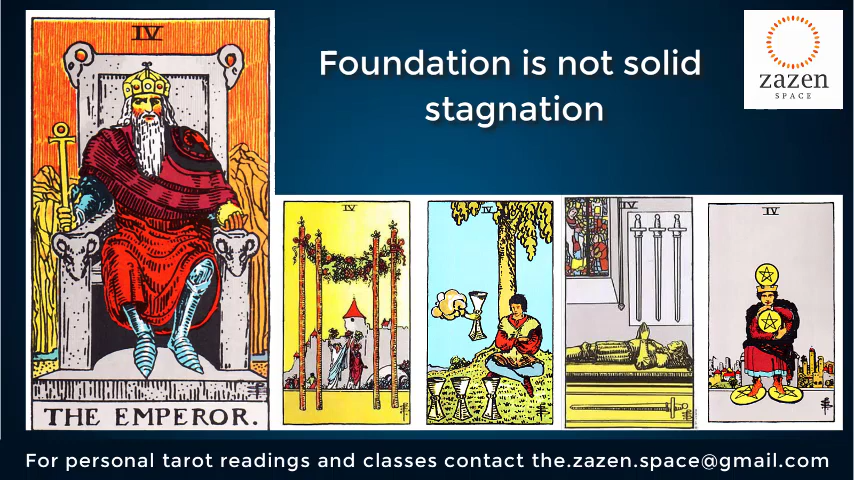 IV
Foundation is not solid
stagnation
zazen
SPACE
IV
IV
IV
IV
THE EMPEROR.
For personal tarot readings and classes contact the.zazen.space@gmail.com